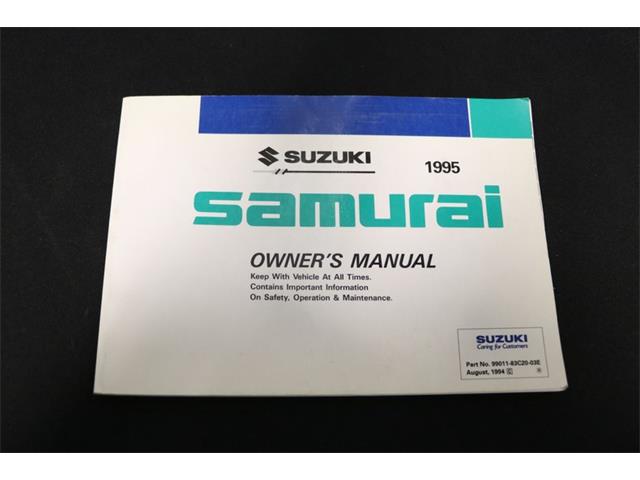 SUZUKI
1995
samurai
OWNER'S MANUAL
Keep With Vehicle At All Times.
Contains Important Information
On Safety, Operation & Maintenance.
SUZUKI
Caring for Customers
Part No. 99011-83C20-03E
August, 1994 C